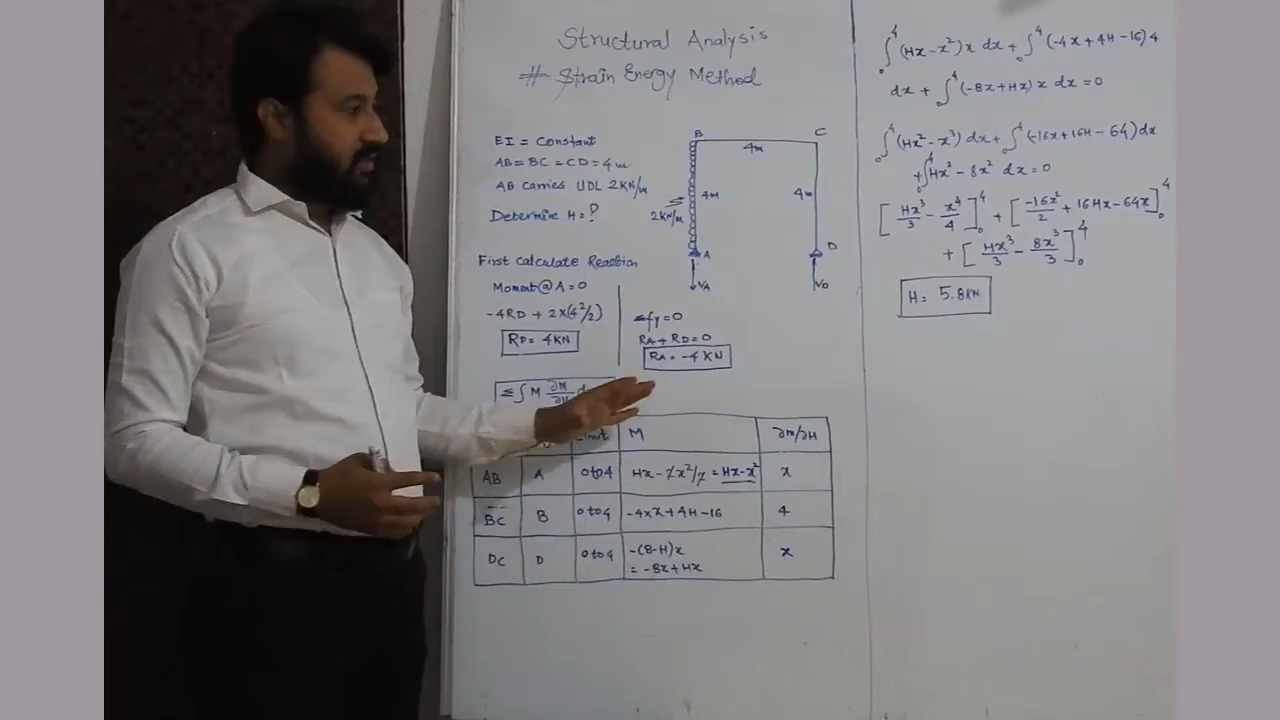 Structural Analysis
# Strain Energy Method
EI = Constant
AB = BC = CD = 4m
AB carries UDL 2KN/m
Determine H = ?
B
C
4m
4m
4m
2KN/m
A
D
VA
VD
First calculate Reaction
Moment @ A = 0
-4RD + 2×(4²/2)
RD = 4KN
Σfy = 0
RA + RD = 0
RA = -4KN
Σ∫ M ∂M/∂H
M ∂M/∂H
AB A 0 to 4 Hx - 2x²/2 = Hx-x² x
BC B 0 to 4 -4×x + 4H - 16 4
DC D 0 to 4 -(8-H)x x
= -8x + Hx
∫₀⁴ (Hx-x²)x dx + ∫₀⁴ (-4x+4H-16)4
dx + ∫₀⁴ (-8x+Hx) x dx = 0
∫₀⁴ (Hx²-x³) dx + ∫₀⁴ (-16x+16H-64) dx
+ ∫₀⁴ Hx² - 8x² dx = 0
[Hx³/3 - x⁴/4]₀⁴ + [-16x²/2 + 16Hx - 64x]₀⁴
+ [Hx³/3 - 8x³/3]₀⁴
H = 5.8KN